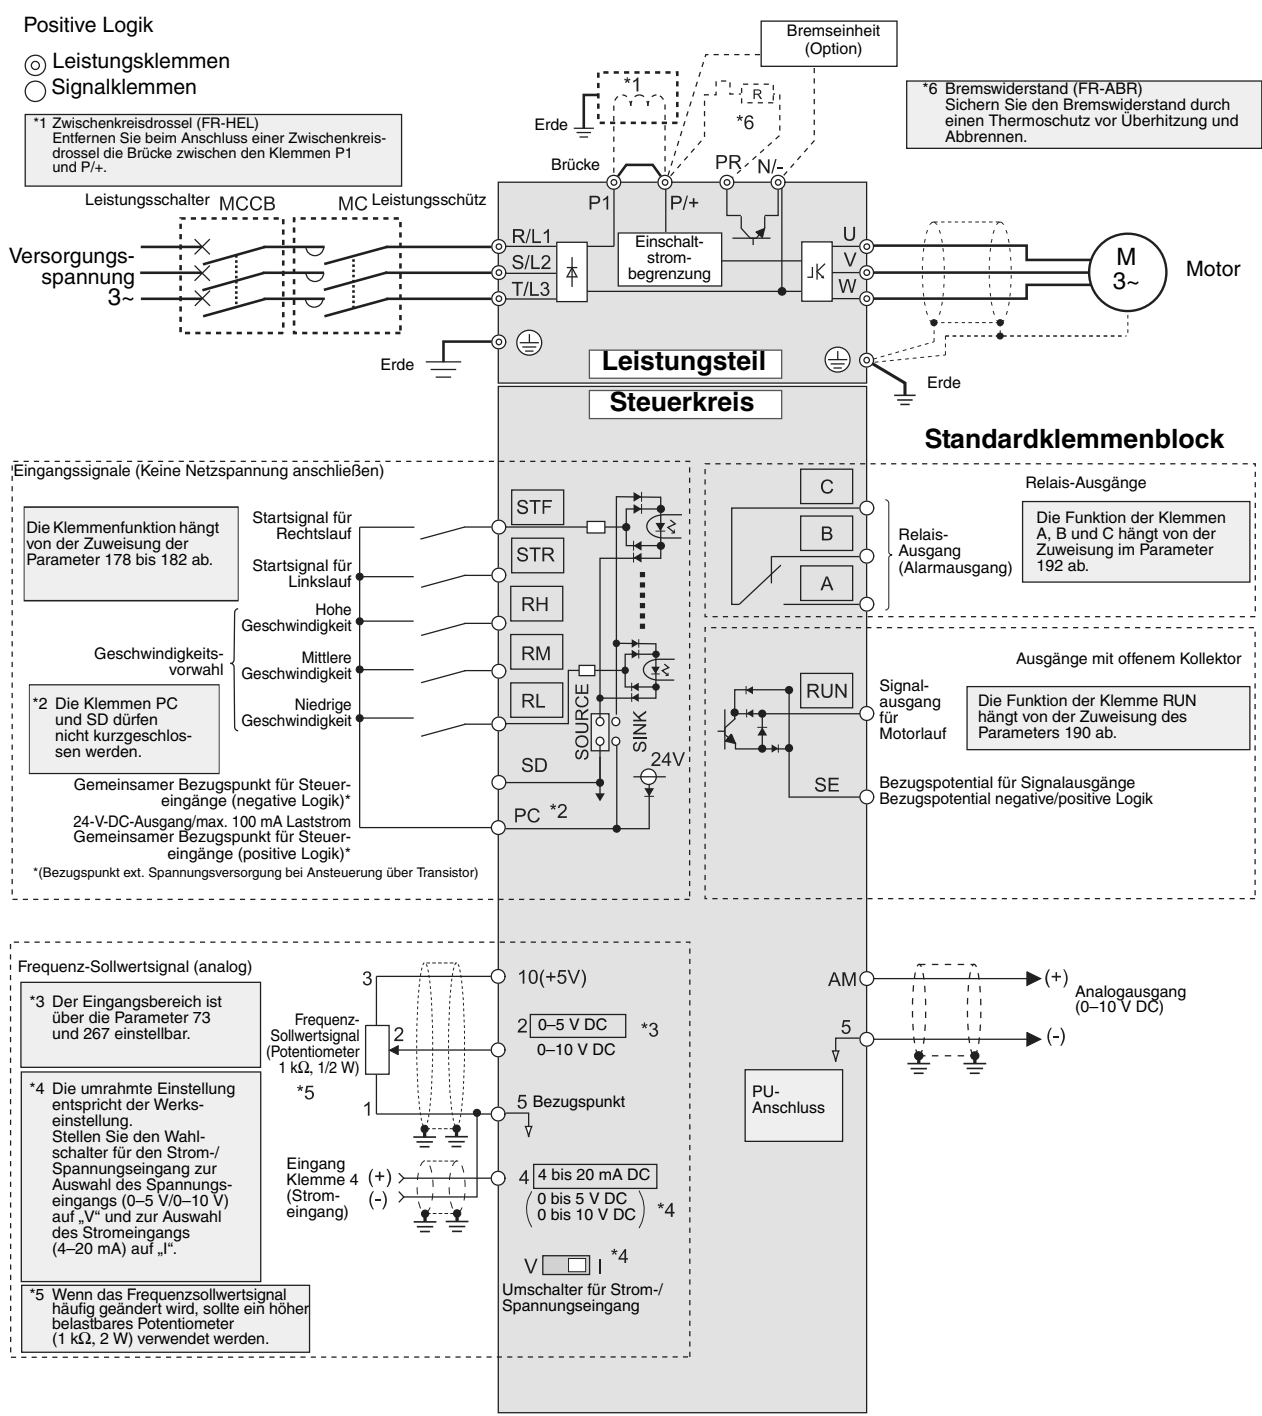 Positive Logik
Leistungsklemmen
Signalklemmen
*1 Zwischenkreisdrossel (FR-HEL)
Entfernen Sie beim Anschluss einer Zwischenkreis-
drossel die Brücke zwischen den Klemmen P1
und P/+.
Bremseinheit
(Option)
*1
R
*6
Erde
*6 Bremswiderstand (FR-ABR)
Sichern Sie den Bremswiderstand durch
einen Thermoschutz vor Überhitzung und
Abbrennen.
Brücke
PR
N/-
P1
P/+
Leistungsschalter
MCCB
MC
Leistungsschütz
Versorgungs-
spannung
3~
R/L1
S/L2
T/L3
Einschalt-
strom-
begrenzung
U
V
W
M
3~
Motor
Erde
Leistungsteil
Erde
Steuerkreis
Standardklemmenblock
Eingangssignale (Keine Netzspannung anschließen)
Die Klemmenfunktion hängt
von der Zuweisung der
Parameter 178 bis 182 ab.
Startsignal für
Rechtslauf
Startsignal für
Linkslauf
Hohe
Geschwindigkeit
Geschwindigkeits-
vorwahl
Mittlere
Geschwindigkeit
Niedrige
Geschwindigkeit
*2 Die Klemmen PC
und SD dürfen
nicht kurzgeschlos-
sen werden.
STF
STR
RH
RM
RL
SOURCE
SINK
24V
SD
PC *2
Gemeinsamer Bezugspunkt für Steuer-
eingänge (negative Logik)*
24-V-DC-Ausgang/max. 100 mA Laststrom
Gemeinsamer Bezugspunkt für Steuer-
eingänge (positive Logik)*
*(Bezugspunkt ext. Spannungsversorgung bei Ansteuerung über Transistor)
Relais-Ausgänge
C
B
A
Relais-
Ausgang
(Alarmausgang)
Die Funktion der Klemmen
A, B und C hängt von der
Zuweisung im Parameter
192 ab.
Ausgänge mit offenem Kollektor
RUN
Signal-
ausgang
für
Motorlauf
Die Funktion der Klemme RUN
hängt von der Zuweisung des
Parameters 190 ab.
SE
Bezugspotential für Signalausgänge
Bezugspotential negative/positive Logik
Frequenz-Sollwertsignal (analog)
*3 Der Eingangsbereich ist
über die Parameter 73
und 267 einstellbar.
*4 Die umrahmte Einstellung
entspricht der Werks-
einstellung.
Stellen Sie den Wahl-
schalter für den Strom-/
Spannungseingang zur
Auswahl des Spannungs-
eingangs (0–5 V/0–10 V)
auf „V“ und zur Auswahl
des Stromeingangs
(4–20 mA) auf „I“.
*5 Wenn das Frequenzsollwertsignal
häufig geändert wird, sollte ein höher
belastbares Potentiometer
(1 kΩ, 2 W) verwendet werden.
3
Frequenz-
Sollwertsignal
(Potentiometer
1 kΩ, 1/2 W)
*5
2
1
10(+5V)
2 0–5 V DC *3
0–10 V DC
5 Bezugspunkt
Eingang
Klemme 4
(Strom-
eingang)
(+)
(-)
4 4 bis 20 mA DC
(0 bis 5 V DC
0 bis 10 V DC) *4
V I *4
Umschalter für Strom-/
Spannungseingang
AM
(+)
Analogausgang
(0–10 V DC)
5
(-)
PU-
Anschluss